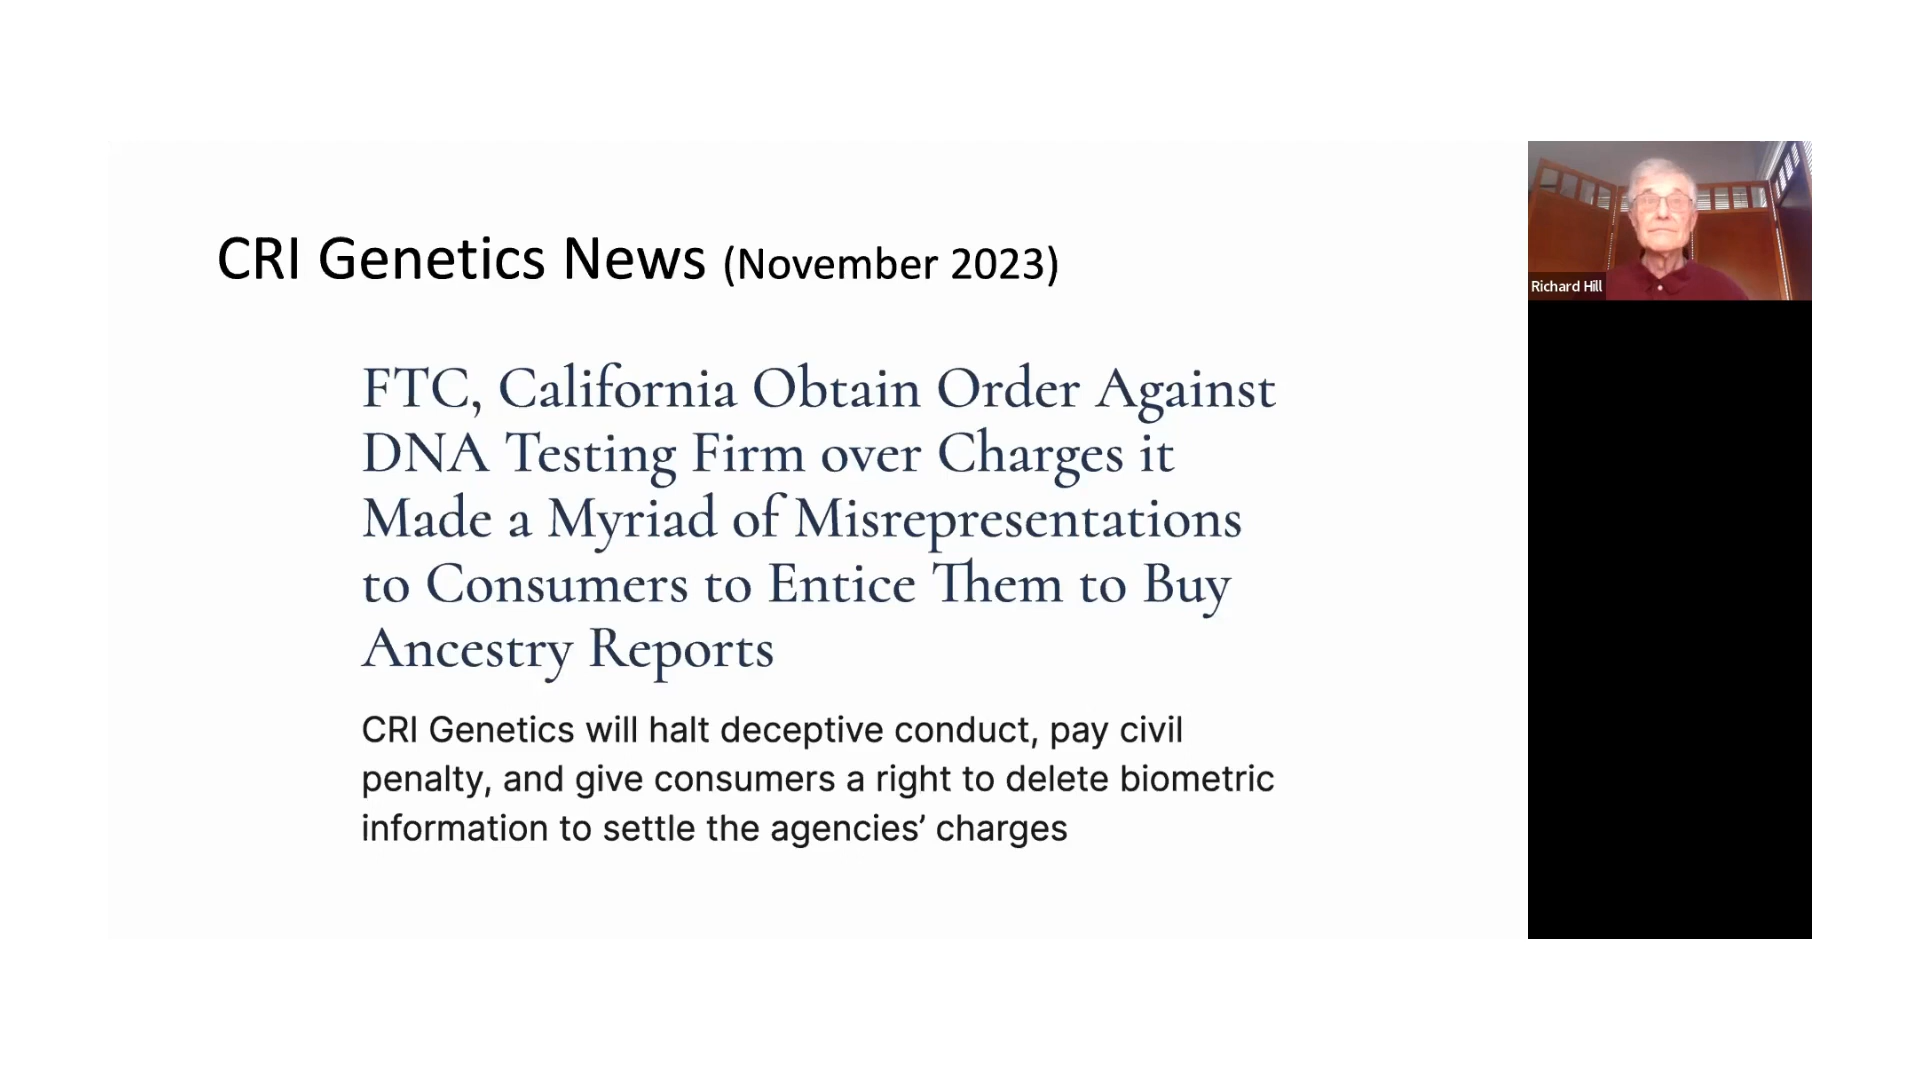 CRI Genetics News (November 2023)
FTC, California Obtain Order Against
DNA Testing Firm over Charges it
Made a Myriad of Misrepresentations
to Consumers to Entice Them to Buy
Ancestry Reports
CRI Genetics will halt deceptive conduct, pay civil
penalty, and give consumers a right to delete biometric
information to settle the agencies’ charges
Richard Hill